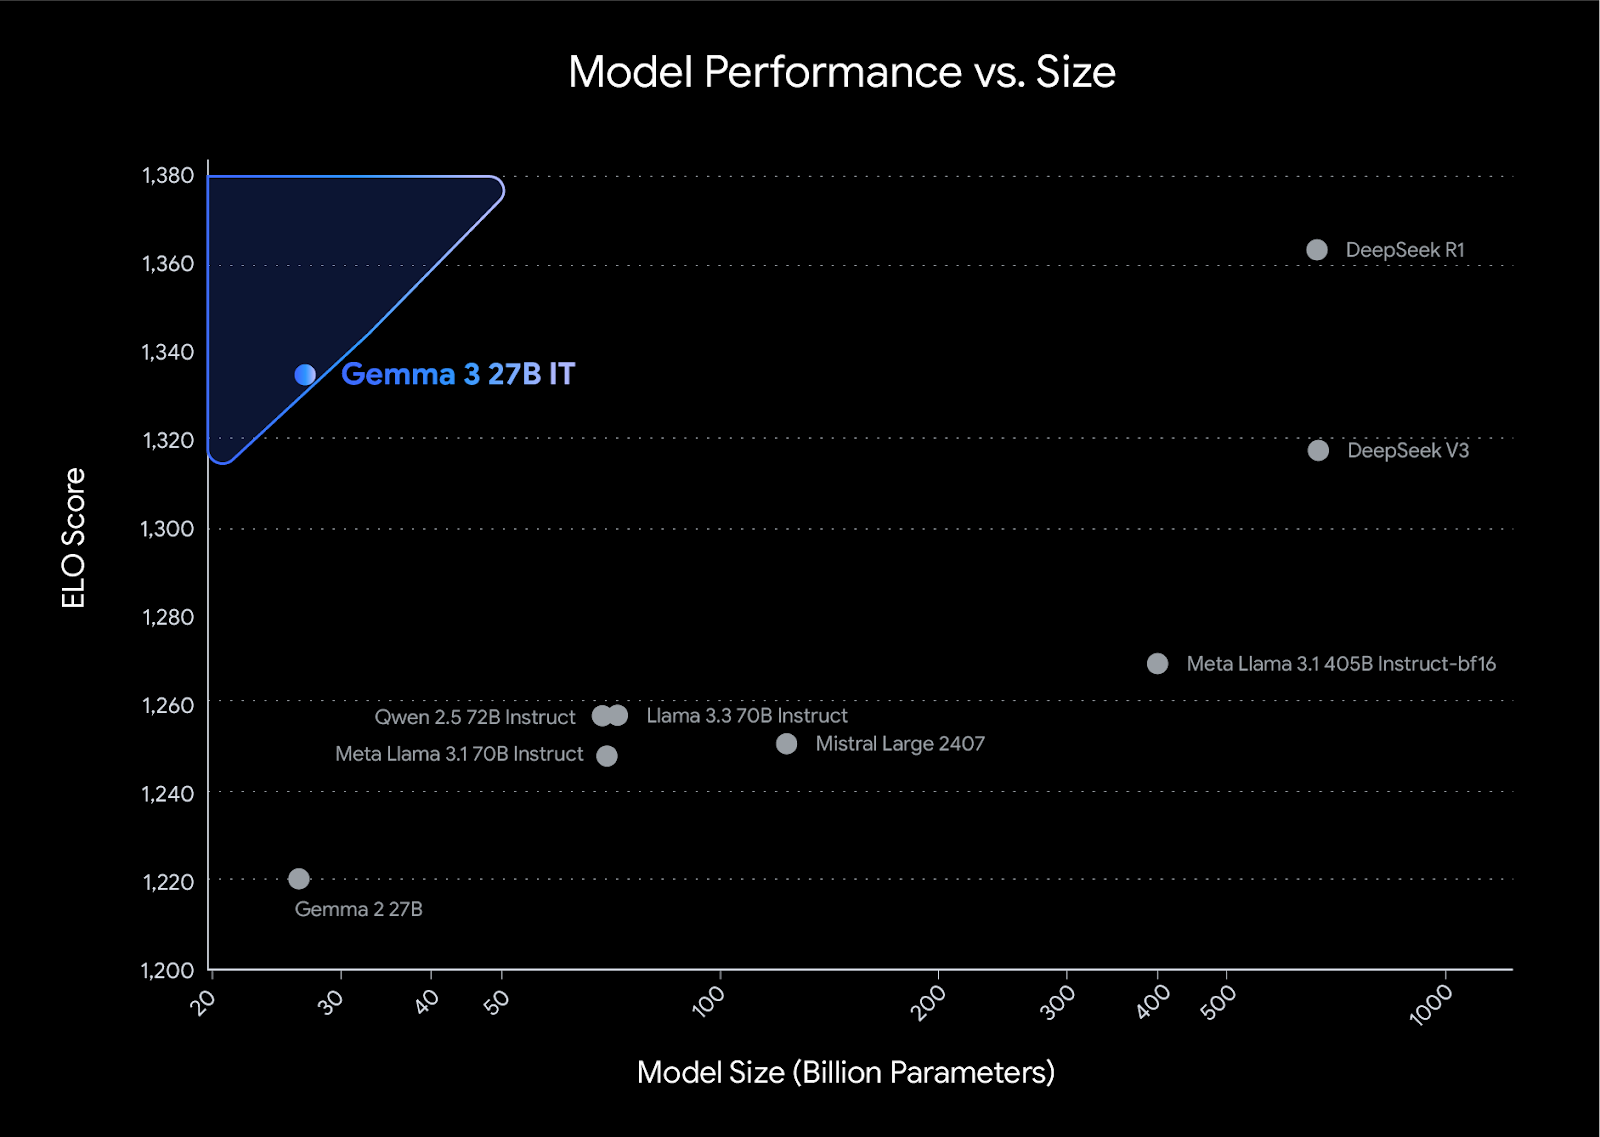 Model Performance vs. Size
1,380
1,360
1,340
1,320
1,300
1,280
1,260
1,240
1,220
1,200
ELO Score
DeepSeek R1
Gemma 3 27B IT
DeepSeek V3
Meta Llama 3.1 405B Instruct-bf16
Qwen 2.5 72B Instruct
Llama 3.3 70B Instruct
Mistral Large 2407
Meta Llama 3.1 70B Instruct
Gemma 2 27B
20
30
40
50
100
200
300
400
500
1000
Model Size (Billion Parameters)